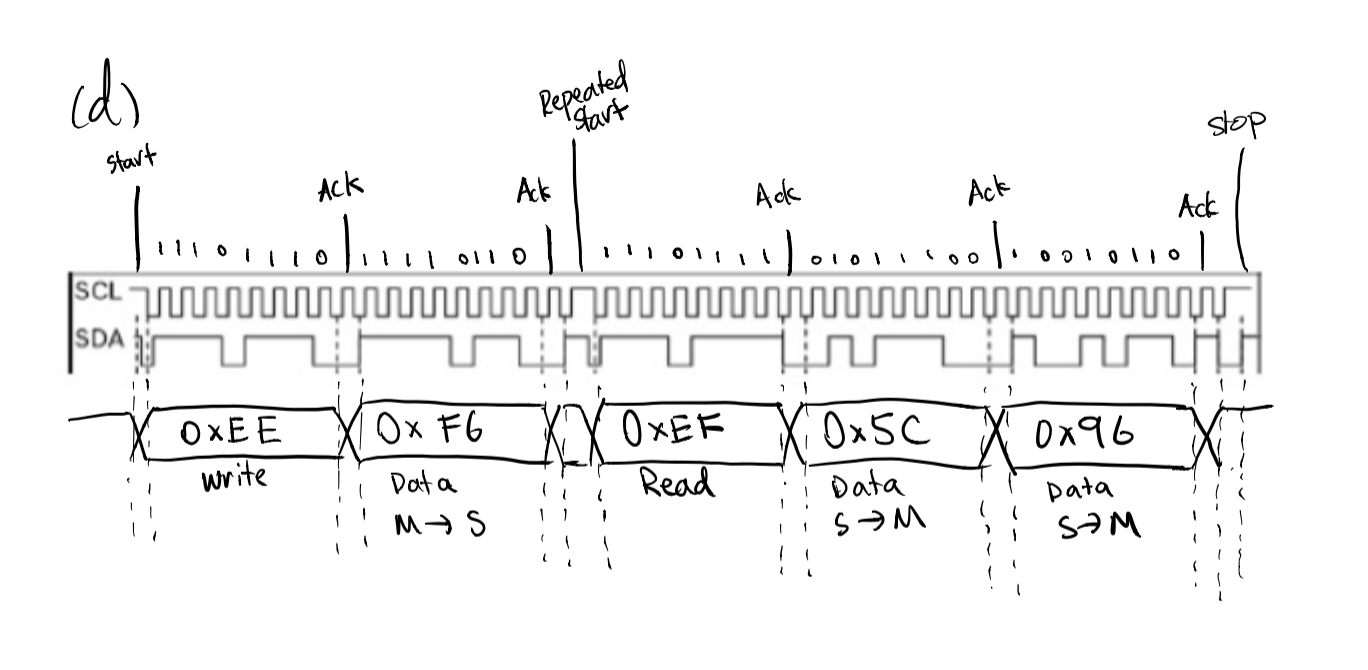 (d)
Start
Ack
Ack
Repeated
Start
Ack
Ack
Ack
stop
1 1 1 0 1 1 1 0
1 1 1 1 0 1 1 0
1 1 1 0 1 1 1 1
0 1 0 1 1 1 0 0
1 0 0 1 0 1 1 0
SCL
SDA
0xEE
0xF6
0xEF
0x5C
0x96
Write
Data
M→S
Read
Data
S→M
Data
S→M